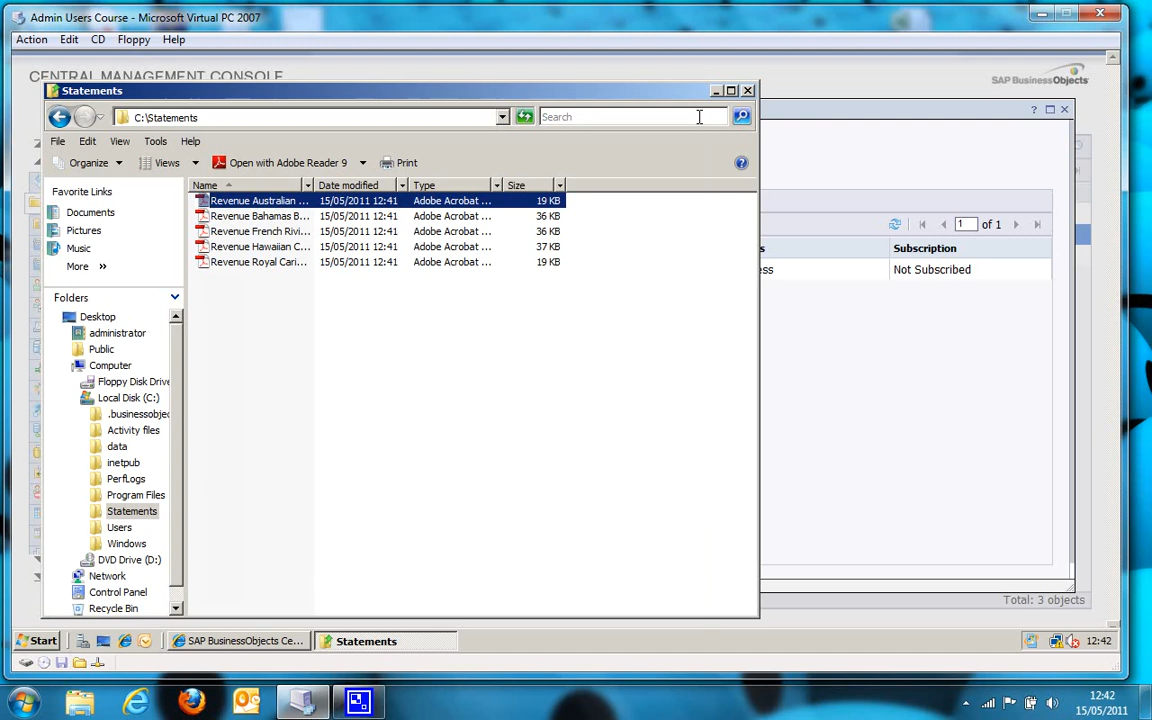 Admin Users Course - Microsoft Virtual PC 2007
Action Edit CD Floppy Help
CENTRAL MANAGEMENT CONSOLE
SAP BusinessObjects
Statements
C:\Statements
Search
File Edit View Tools Help
Organize Views Open with Adobe Reader 9 Print
Favorite Links
Documents
Pictures
Music
More »
Folders
Desktop
administrator
Public
Computer
Floppy Disk Drive
Local Disk (C:)
.businessobjec
Activity files
data
inetpub
PerfLogs
Program Files
Statements
Users
Windows
DVD Drive (D:)
Network
Control Panel
Recycle Bin
Name Date modified Type Size
Revenue Australian ... 15/05/2011 12:41 Adobe Acrobat ... 19 KB
Revenue Bahamas B... 15/05/2011 12:41 Adobe Acrobat ... 36 KB
Revenue French Rivi... 15/05/2011 12:41 Adobe Acrobat ... 36 KB
Revenue Hawaiian C... 15/05/2011 12:41 Adobe Acrobat ... 37 KB
Revenue Royal Cari... 15/05/2011 12:41 Adobe Acrobat ... 19 KB
?
1 of 1
s Subscription
ess Not Subscribed
Total: 3 objects
Start SAP BusinessObjects Ce... Statements 12:42
12:42
15/05/2011